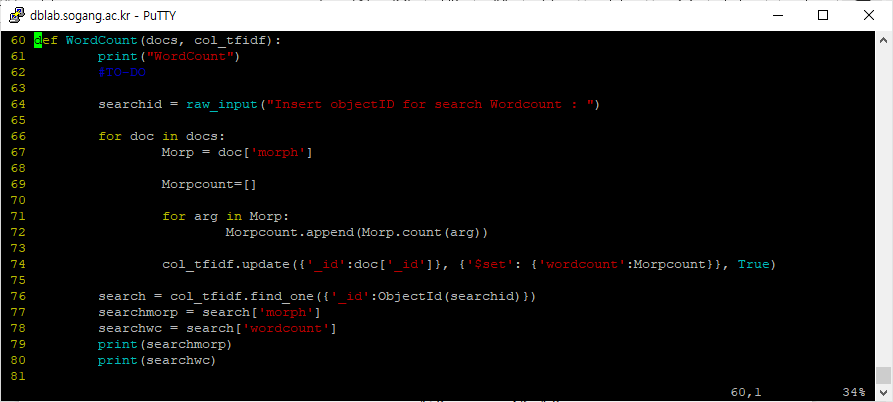 dblab.sogang.ac.kr - PuTTY
60 def WordCount(docs, col_tfidf):
61         print("WordCount")
62         #TO-DO
63
64         searchid = raw_input("Insert objectID for search Wordcount : ")
65
66         for doc in docs:
67                 Morp = doc['morph']
68
69                 Morpcount=[]
70
71                 for arg in Morp:
72                         Morpcount.append(Morp.count(arg))
73
74                 col_tfidf.update({'_id':doc['_id']}, {'$set': {'wordcount':Morpcount}}, True)
75
76         search = col_tfidf.find_one({'_id':ObjectId(searchid)})
77         searchmorp = search['morph']
78         searchwc = search['wordcount']
79         print(searchmorp)
80         print(searchwc)
81
60,1 34%